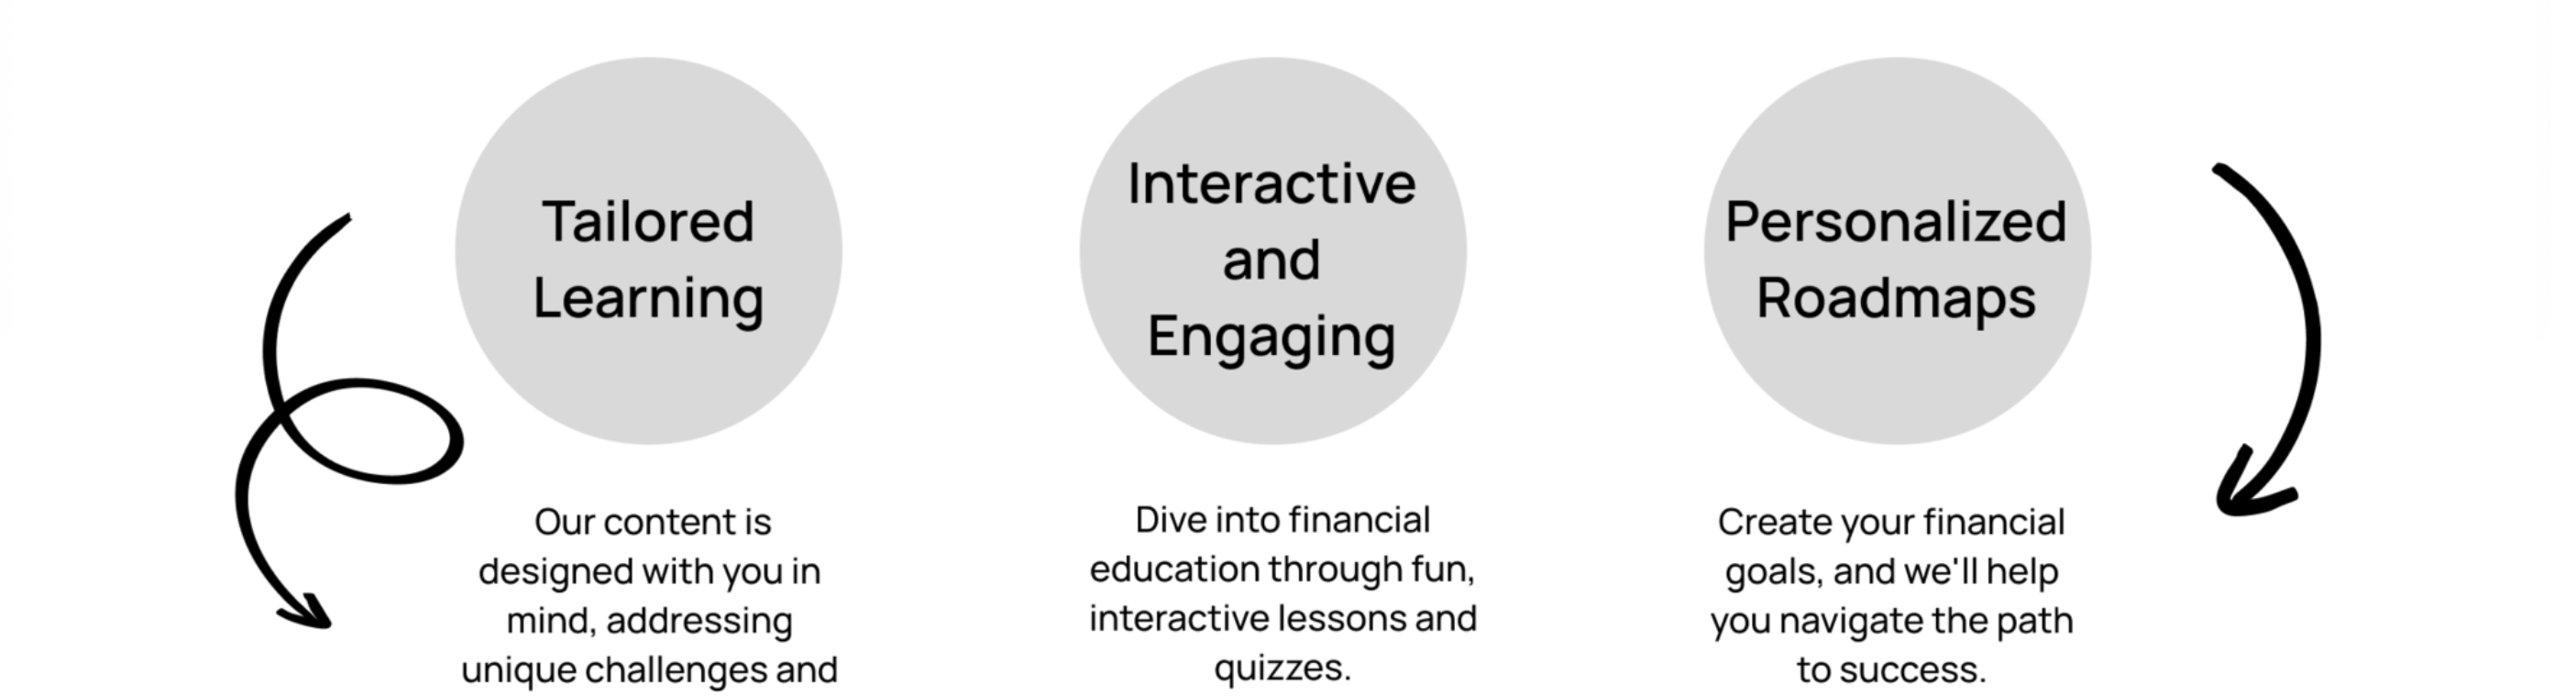 Tailored
Learning
Interactive
and
Engaging
Personalized
Roadmaps
Our content is
designed with you in
mind, addressing
unique challenges and
Dive into financial
education through fun,
interactive lessons and
quizzes.
Create your financial
goals, and we'll help
you navigate the path
to success.